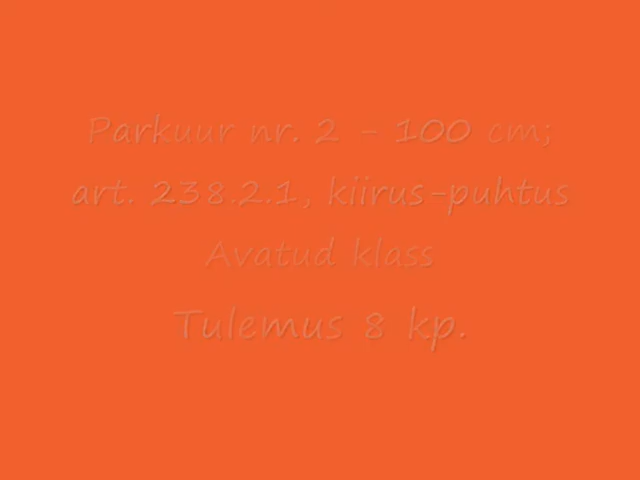 Parkuur nr. 2 - 100 cm;
art. 238.2.1, kiirus-puhtus
Avatud klass
Tulemus 8 kp.